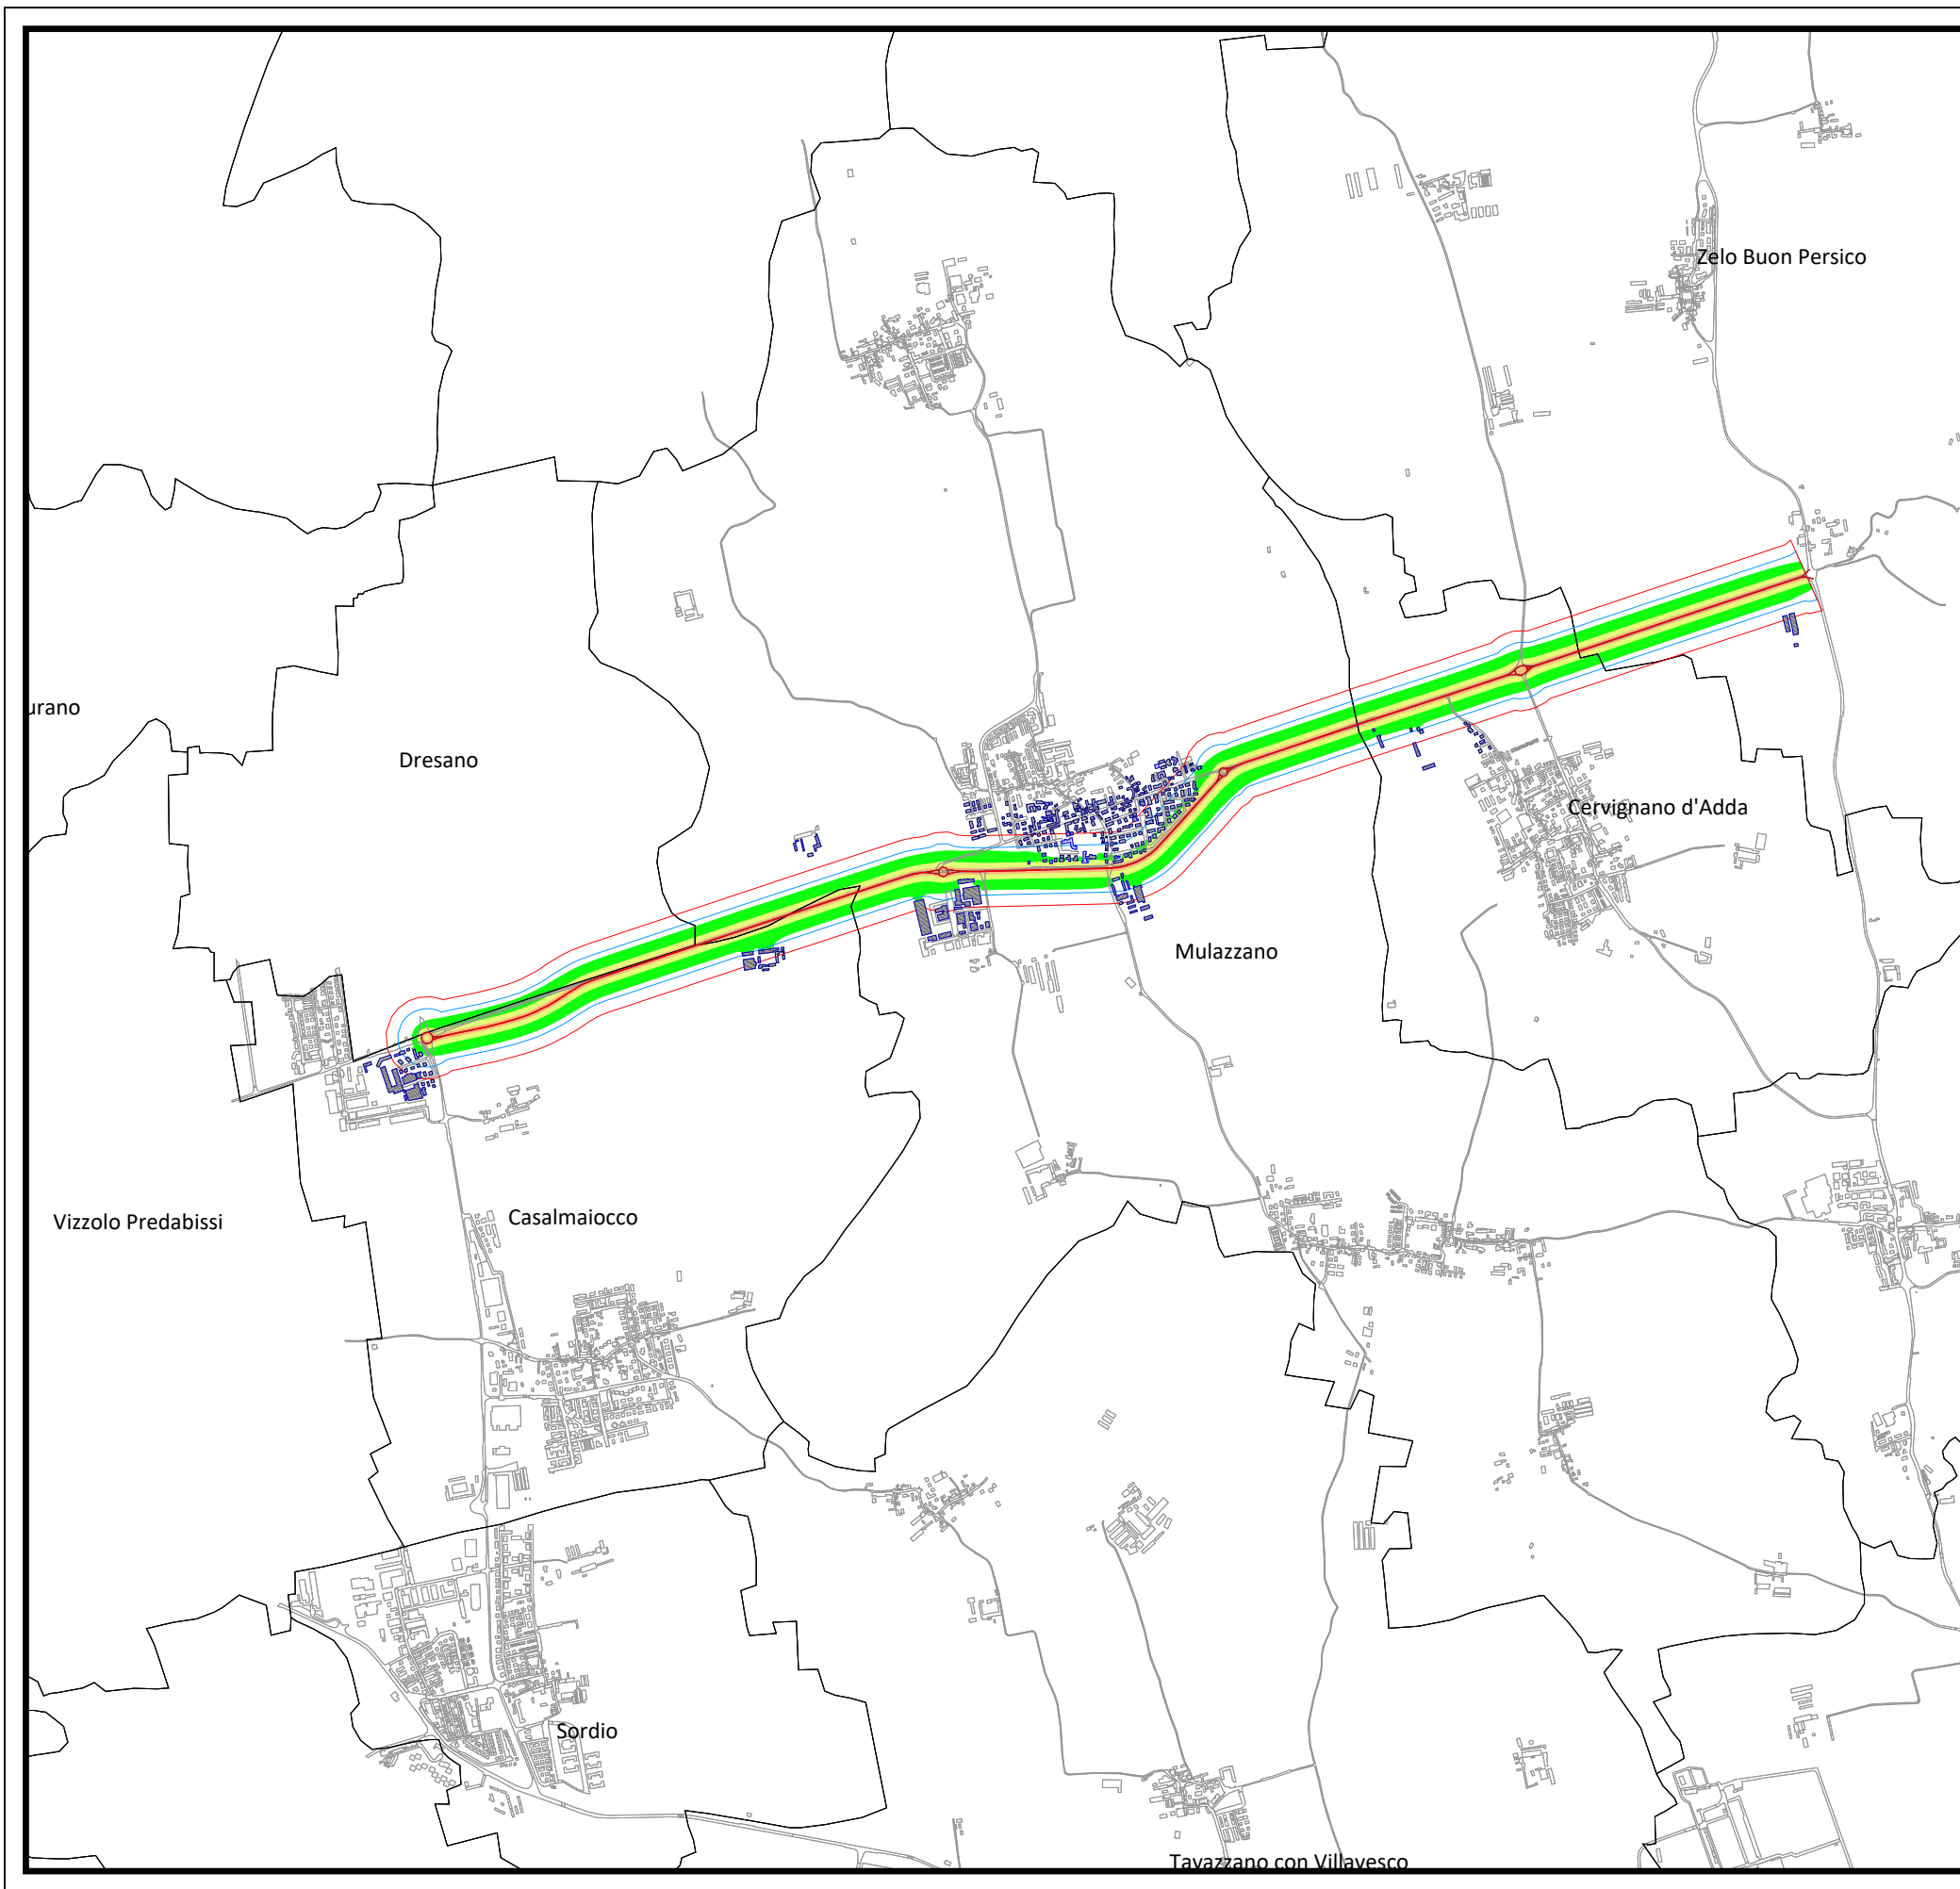 Zelo Buon Persico
urano
Dresano
Cervignano d'Adda
Mulazzano
Casalmaiocco
Vizzolo Predabissi
Sordio
Tavazzano con Villavesco